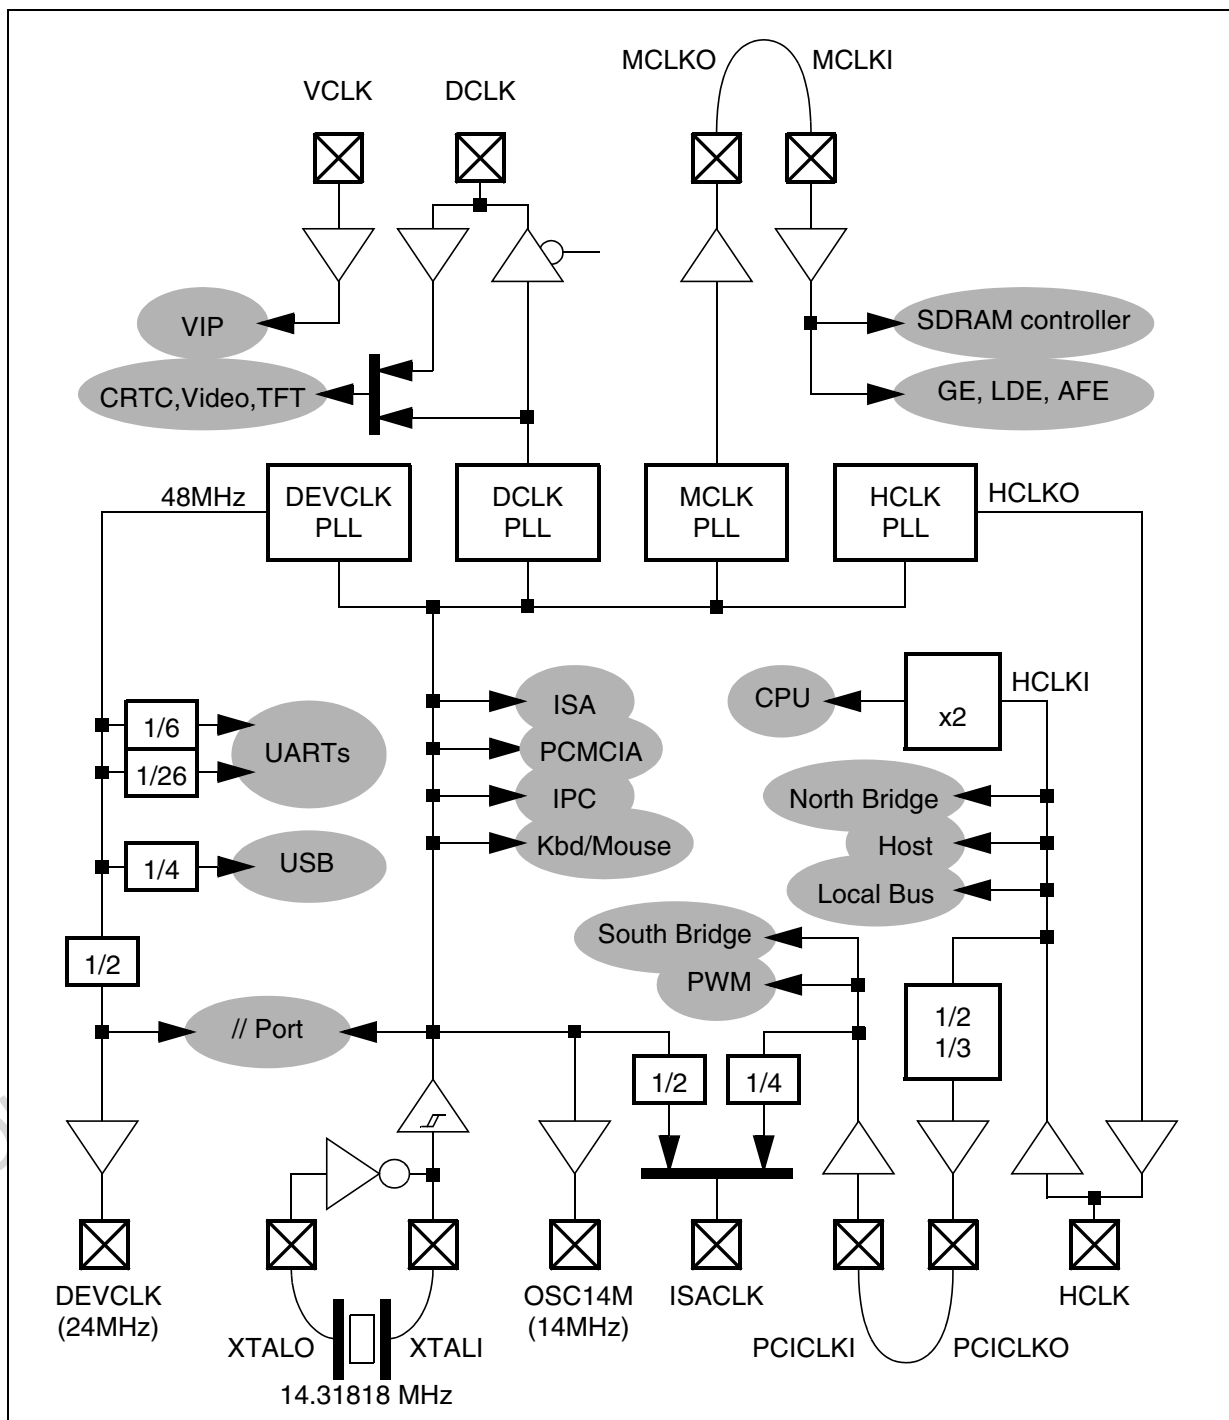 MCLKO
MCLKI
VCLK
DCLK
VIP
SDRAM controller
CRTC,Video,TFT
GE, LDE, AFE
48MHz
DEVCLK
PLL
DCLK
PLL
MCLK
PLL
HCLK
PLL
HCLKO
ISA
CPU
x2
HCLKI
1/6
UARTs
PCMCIA
1/26
IPC
North Bridge
Kbd/Mouse
Host
1/4
USB
Local Bus
South Bridge
1/2
PWM
1/2
1/3
// Port
1/2
1/4
DEVCLK
(24MHz)
OSC14M
(14MHz)
ISACLK
HCLK
XTALO
XTALI
PCICLKI
PCICLKO
14.31818 MHz